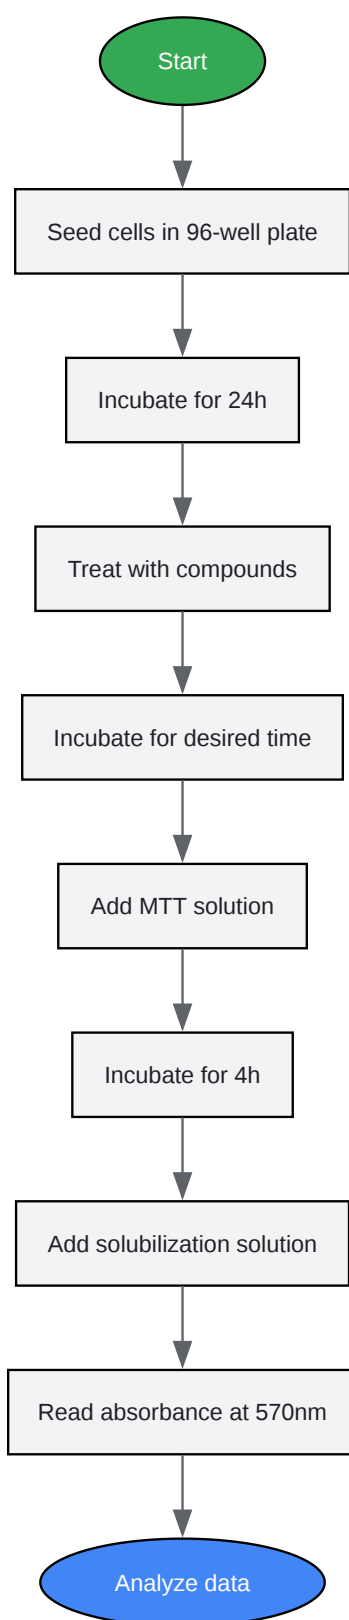 Start
Seed cells in 96-well plate
Incubate for 24h
Treat with compounds
Incubate for desired time
Add MTT solution
Incubate for 4h
Add solubilization solution
Read absorbance at 570nm
Analyze data